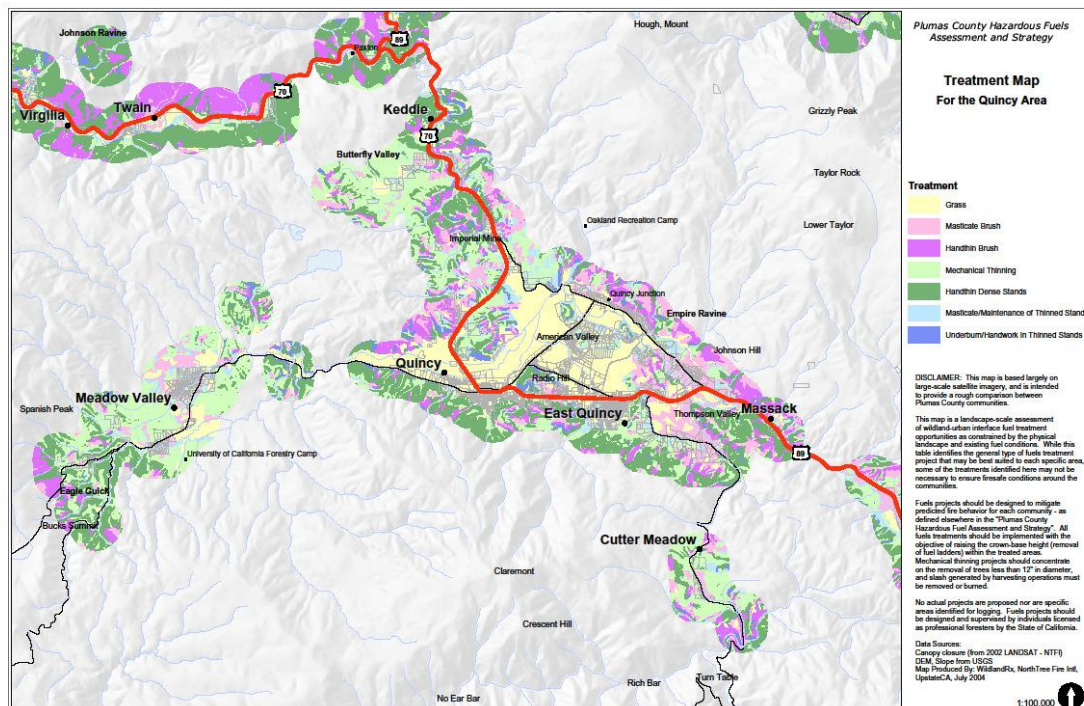 Plumas County Hazardous Fuels
Assessment and Strategy
Treatment Map
For the Quincy Area
Treatment
Grass
Masticate Brush
Handthin Brush
Mechanical Thinning
Handthin Dense Stands
Masticate/Maintenance of Thinned Stand
Underburn/Handwork in Thinned Stands
DISCLAIMER: This map is based largely on
large-scale satellite imagery, and is intended
to provide a rough comparison between
Plumas County communities.
This map is a landscape-scale assessment
of wildland-urban interface fuel treatment
opportunities as constrained by the physical
landscape and existing fuel conditions. While this
table identifies the general type of fuels treatment
project that may be best suited to each specific area,
some of the treatments identified here may not be
necessary to ensure firesafe conditions around the
communities.
Fuels projects should be designed to mitigate
predicted fire behavior for each community - as
defined elsewhere in the "Plumas County
Hazardous Fuel Assessment and Strategy". All
fuels treatments should be implemented with the
objective of raising the crown-base height (removal
of fuel ladders) within the treated areas.
Mechanical thinning projects should concentrate
on the removal of trees less than 12" in diameter,
and slash generated by harvesting operations must
be removed or burned.
No actual projects are proposed nor are specific
areas identified for logging. Fuels projects should
be designed and supervised by individuals licensed
as professional foresters by the State of California.
Data Sources:
Canopy closure (from 2002 LANDSAT - NTFI)
DEM, Slope from USGS
Map Produced By: WildlandRx, NorthTree Fire Intl,
UpstateCA, July 2004
1:100,000
Johnson Ravine
Hough, Mount
89
Paxton
70
Twain
Virgilia
Keddie
70
Grizzly Peak
Butterfly Valley
Taylor Rock
Oakland Recreation Camp
Lower Taylor
Imperial Mine
Quincy Junction
Empire Ravine
American Valley
Johnson Hill
Quincy
Radio Hill
Spanish Peak
Meadow Valley
East Quincy
Thompson Valley
Massack
89
University of California Forestry Camp
Eagle Gulch
Bucks Summit
Cutter Meadow
Claremont
Crescent Hill
Rich Bar
Turn Table
No Ear Bar